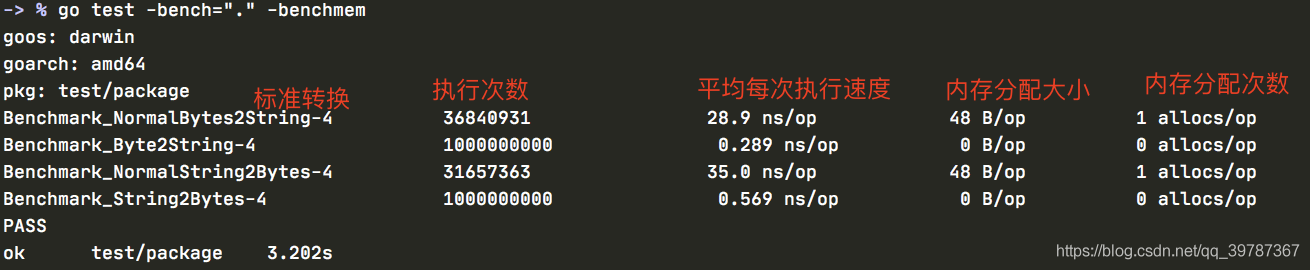 -> % go test -bench="." -benchmem
goos: darwin
goarch: amd64
pkg: test/package
标准转换 执行次数 平均每次执行速度 内存分配大小 内存分配次数
Benchmark_NormalBytes2String-4 36840931 28.9 ns/op 48 B/op 1 allocs/op
Benchmark_Byte2String-4 1000000000 0.289 ns/op 0 B/op 0 allocs/op
Benchmark_NormalString2Bytes-4 31657363 35.0 ns/op 48 B/op 1 allocs/op
Benchmark_String2Bytes-4 1000000000 0.569 ns/op 0 B/op 0 allocs/op
PASS
ok test/package 3.202s
https://blog.csdn.net/qq_39787367